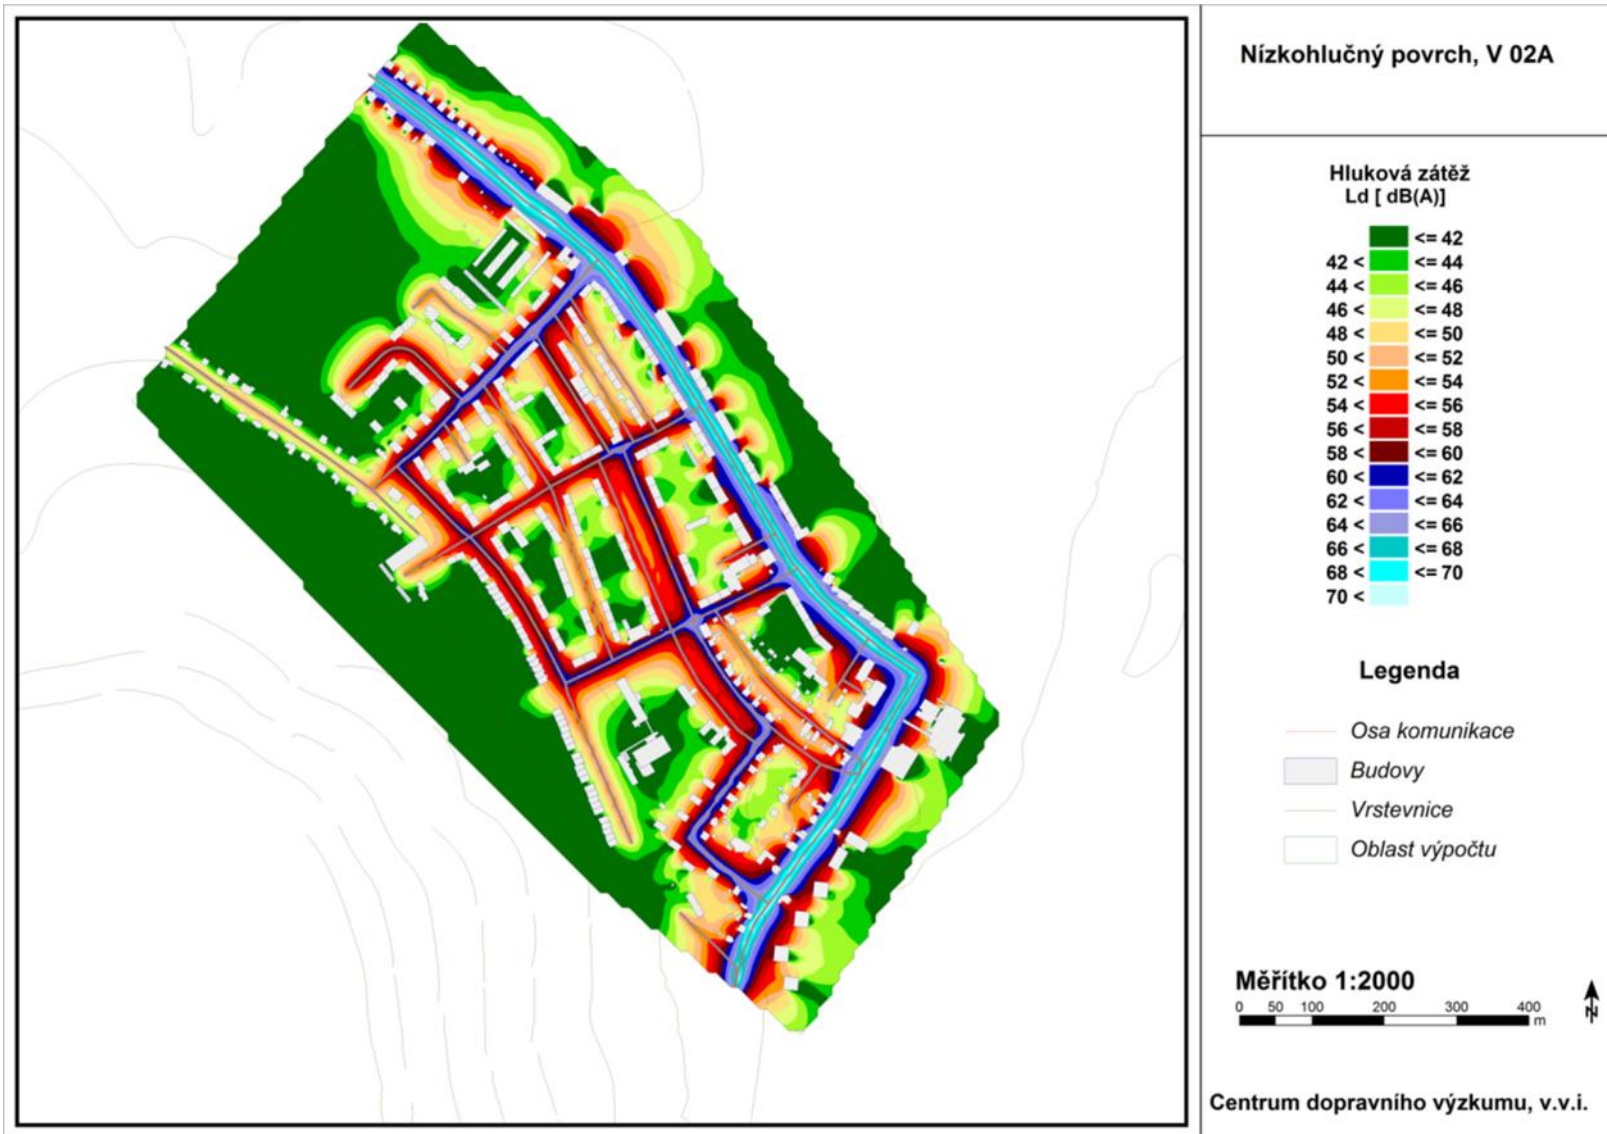 Nízkohlučný povrch, V 02A
Hluková zátěž
Ld [ dB(A)]
<= 42
42 < <= 44
44 < <= 46
46 < <= 48
48 < <= 50
50 < <= 52
52 < <= 54
54 < <= 56
56 < <= 58
58 < <= 60
60 < <= 62
62 < <= 64
64 < <= 66
66 < <= 68
68 < <= 70
70 <
Legenda
Osa komunikace
Budovy
Vrstevnice
Oblast výpočtu
Měřítko 1:2000
0 50 100 200 300 400
m
N
Centrum dopravního výzkumu, v.v.i.